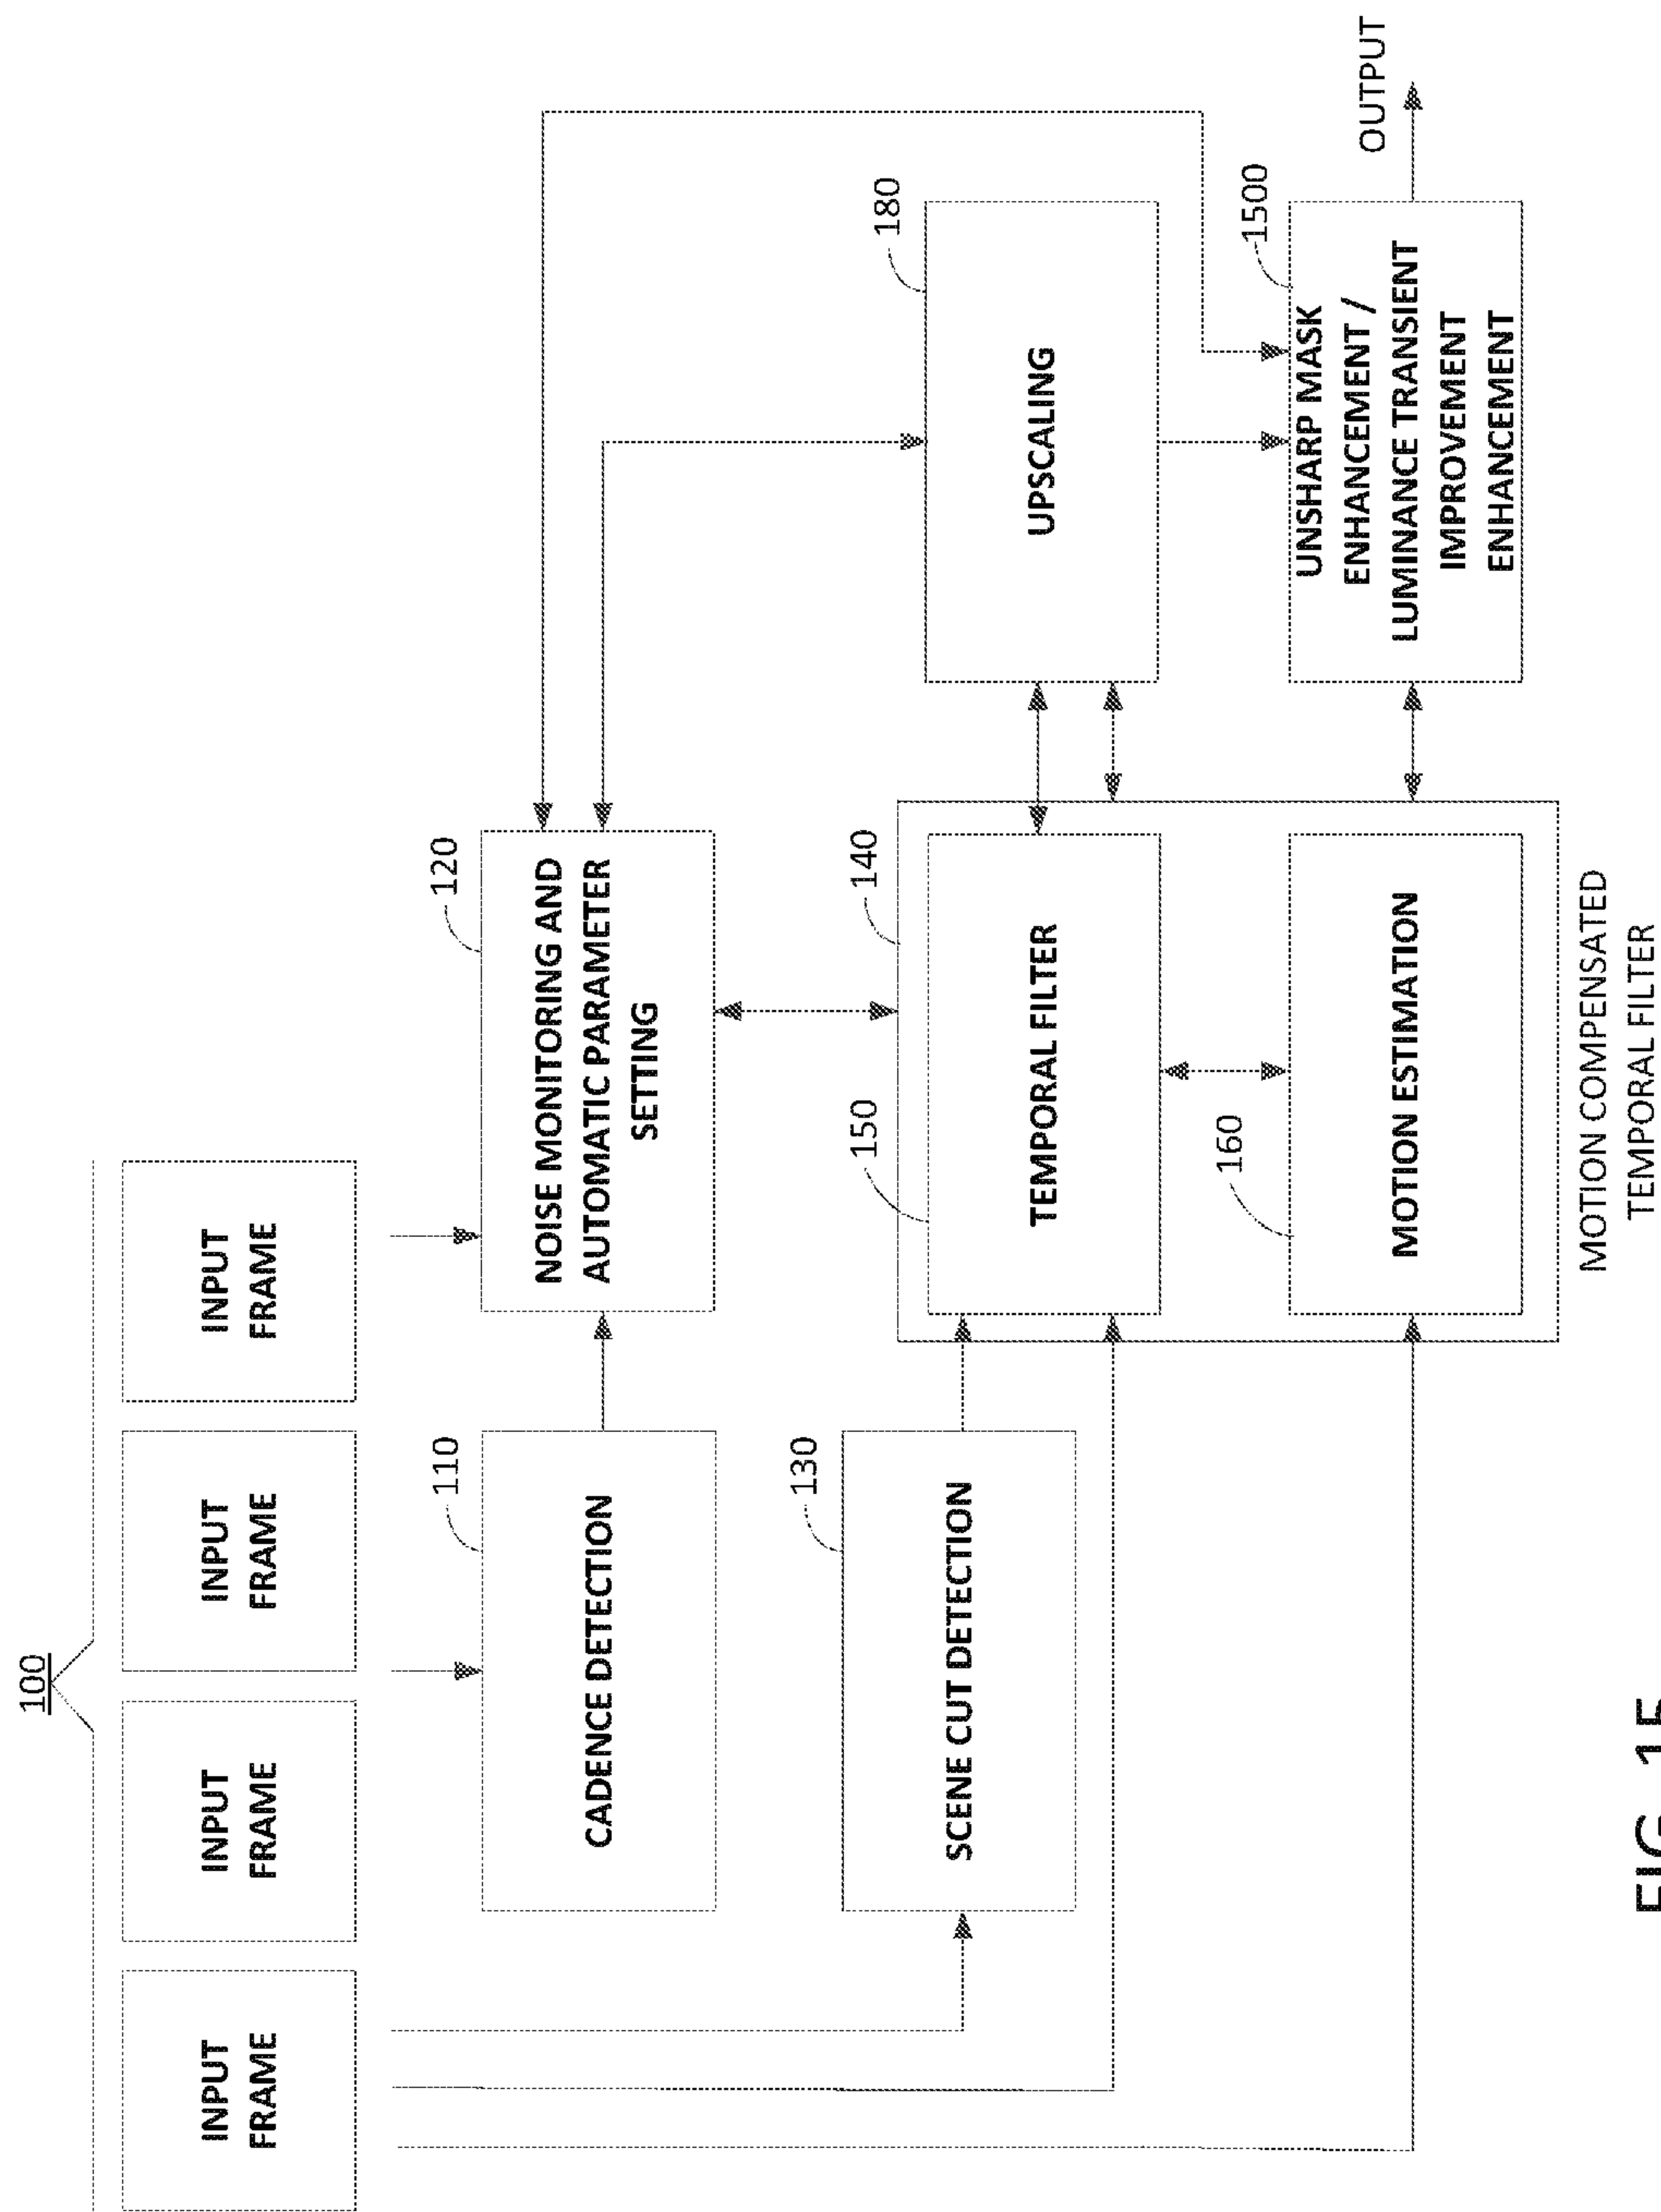 100
INPUT
FRAME
INPUT
FRAME
INPUT
FRAME
INPUT
FRAME
110
CADENCE DETECTION
120
NOISE MONITORING AND
AUTOMATIC PARAMETER
SETTING
130
SCENE CUT DETECTION
140
150
TEMPORAL FILTER
160
MOTION ESTIMATION
MOTION COMPENSATED
TEMPORAL FILTER
180
UPSCALING
1500
UNSHARP MASK
ENHANCEMENT /
LUMINANCE TRANSIENT
IMPROVEMENT
ENHANCEMENT
OUTPUT
FIG. 15